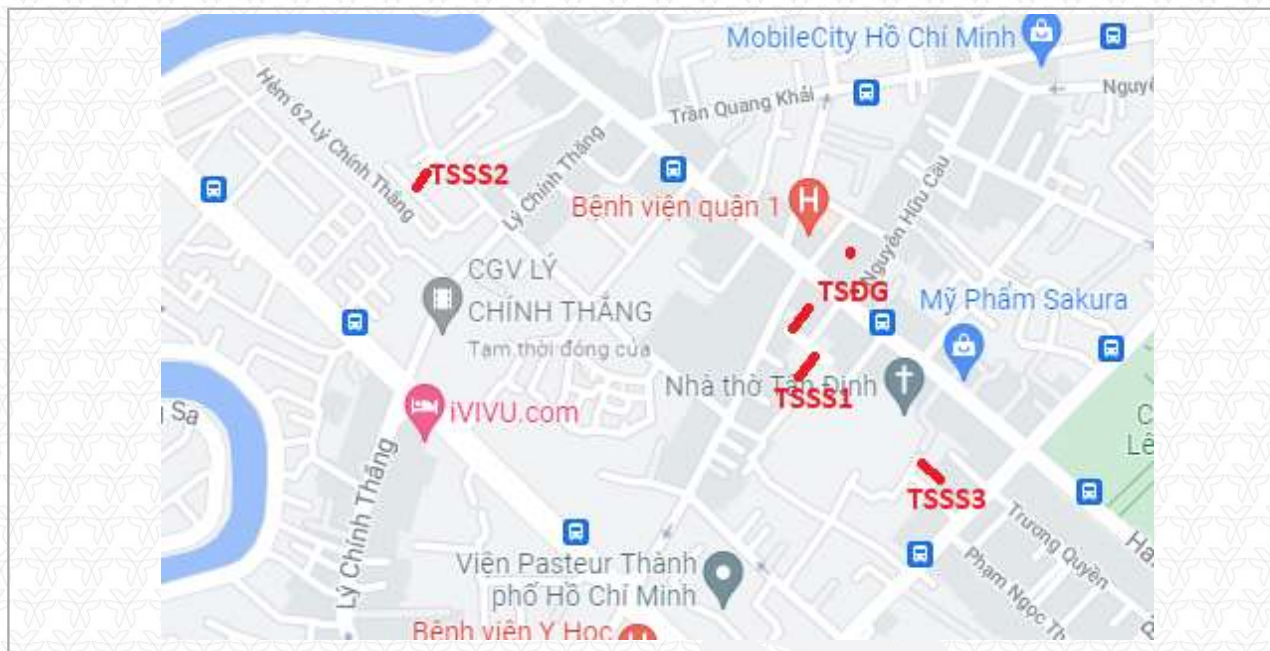 MobileCity Hồ Chí Minh
Hẻm 62 Lý Chính Thắng
Trần Quang Khải
Nguyễ
TSSS2
Lý Chính Thắng
Bệnh viện quận 1
Nguyễn Hữu Cầu
CGV LÝ
CHÍNH THẮNG
Tạm thời đóng cửa
TSĐG
Mỹ Phẩm Sakura
Nhà thờ Tân Định
TSSS1
Sa
iVIVU.com
C
Lê
Lý Chính Thắng
TSSS3
Trương Quyền
Ha
Phạm Ngọc Th
Viện Pasteur Thành
phố Hồ Chí Minh
Bệnh viện Y Học